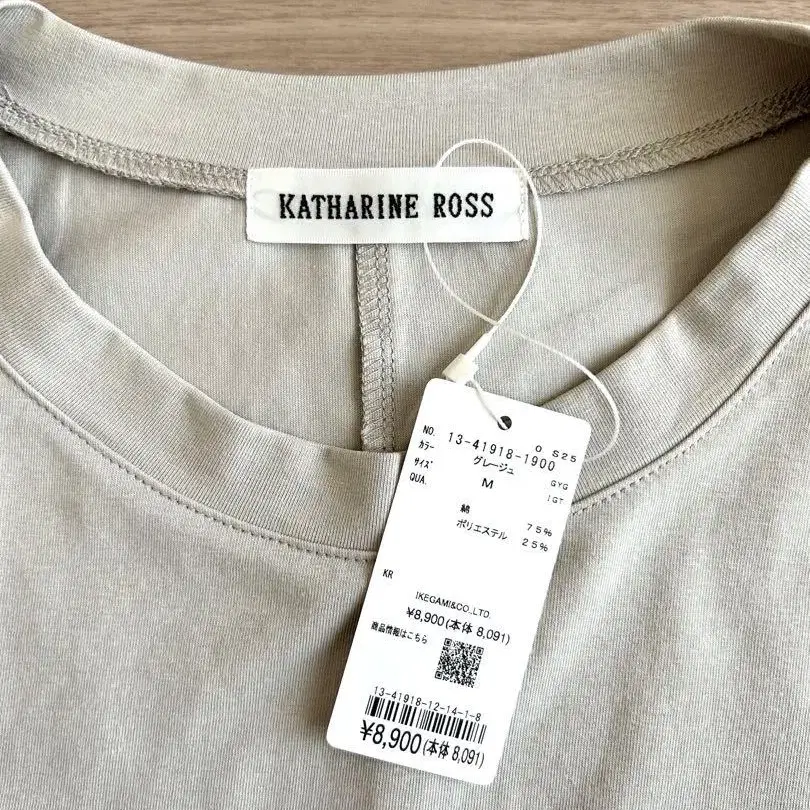 KATHARINE ROSS
O S25
NO. 13-41918-1900
ｶﾗｰ グレージュ GYG
ｻｲｽﾞ M IGT
QUA.
綿 75%
ポリエステル 25%
KR
IKEGAMI&CO.,LTD.
¥8,900(本体 8,091)
商品情報はこちら
13-41918-12-14-1-8
¥8,900(本体 8,091)